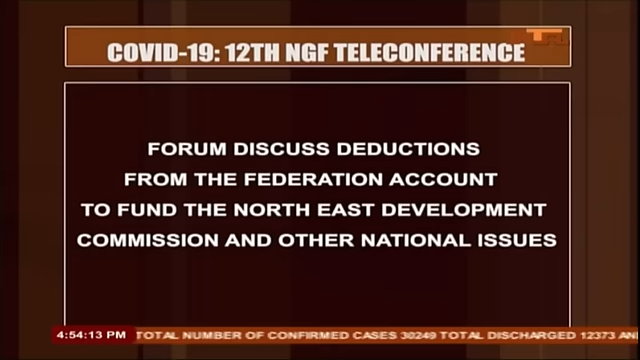 COVID-19: 12TH NGF TELECONFERENCE
FORUM DISCUSS DEDUCTIONS
FROM THE FEDERATION ACCOUNT
TO FUND THE NORTH EAST DEVELOPMENT
COMMISSION AND OTHER NATIONAL ISSUES
4:54:13 PM TOTAL NUMBER OF CONFIRMED CASES 30249 TOTAL DISCHARGED 12373 AN